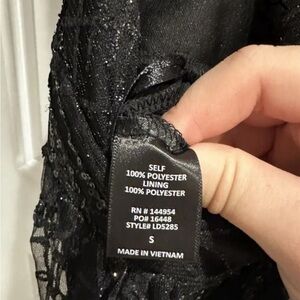 SELF
100% POLYESTER
LINING
100% POLYESTER
RN # 144954
PO# 16448
STYLE# LD5285
S
MADE IN VIETNAM